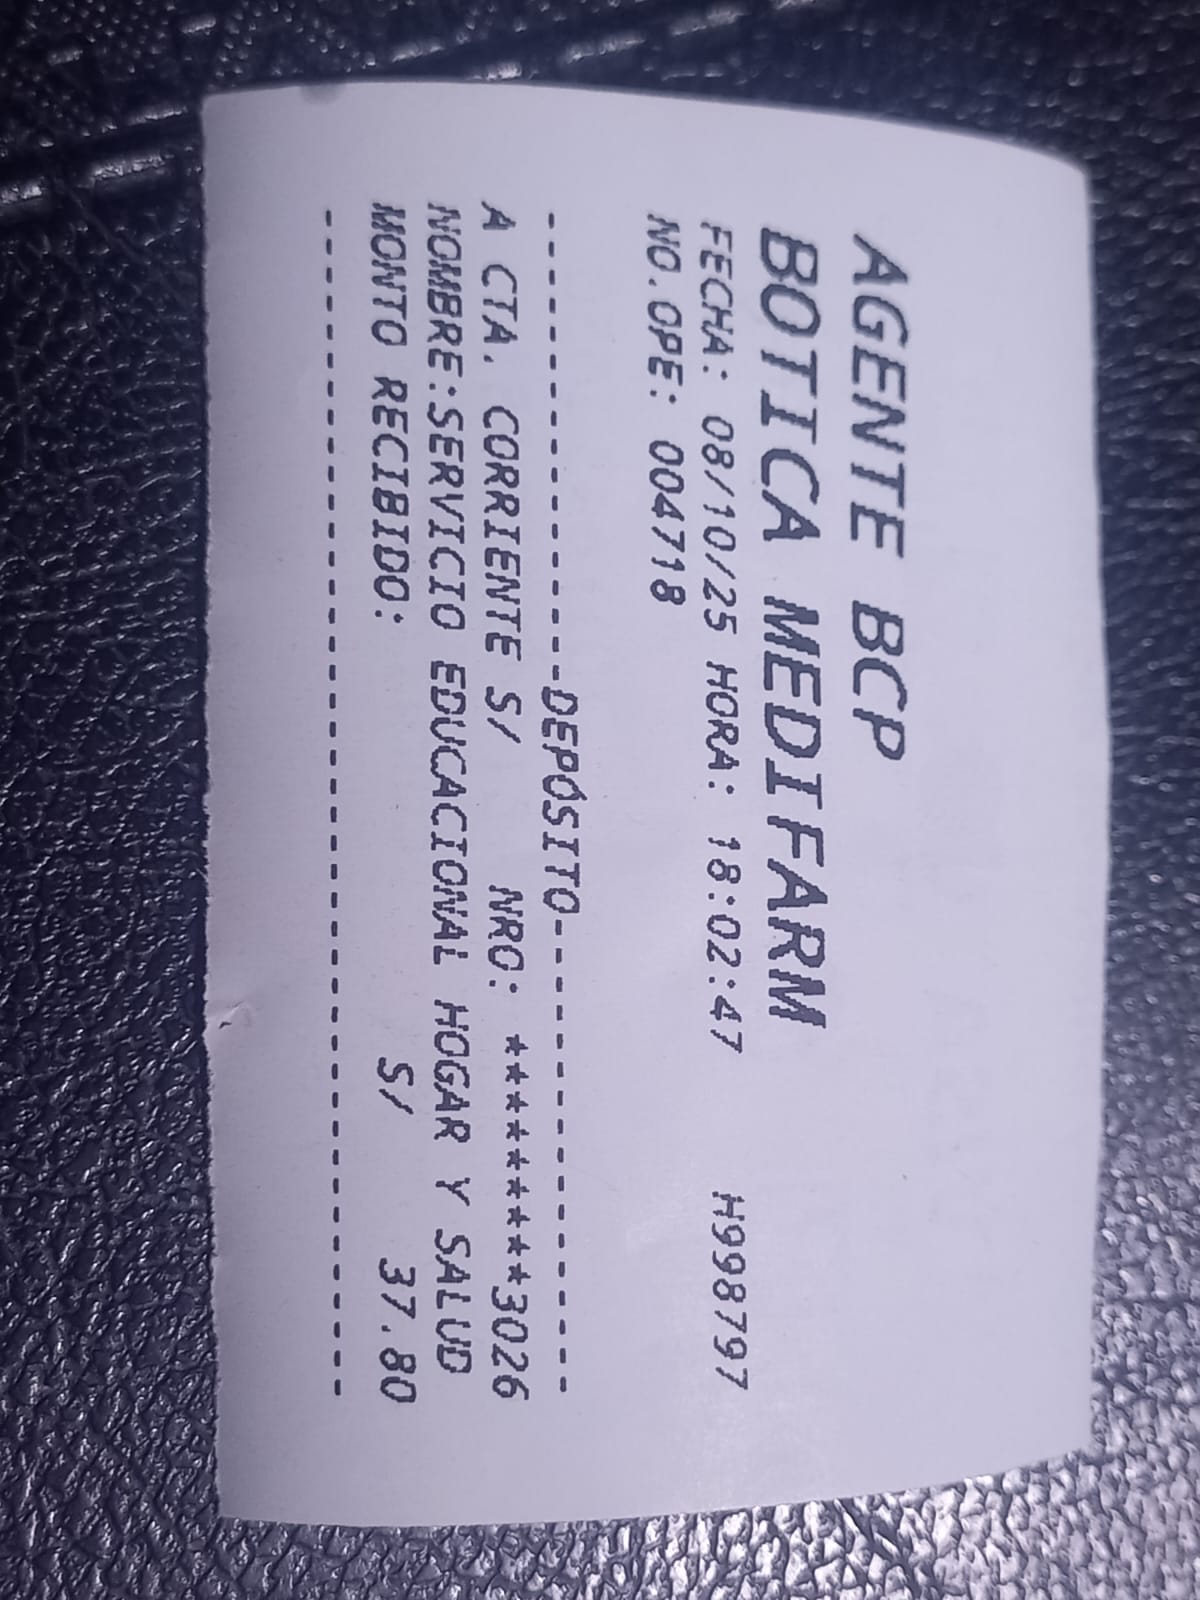 AGENTE BCP
BOTICA MEDIFARM
FECHA: 08/10/25 HORA: 18:02:47 H998797
NO.OPE: 004718
-----------------DEPÓSITO-----------------
A CTA. CORRIENTE S/ NRO: *********3026
NOMBRE:SERVICIO EDUCACIONAL HOGAR Y SALUD
MONTO RECIBIDO: S/ 37.80
------------------------------------------